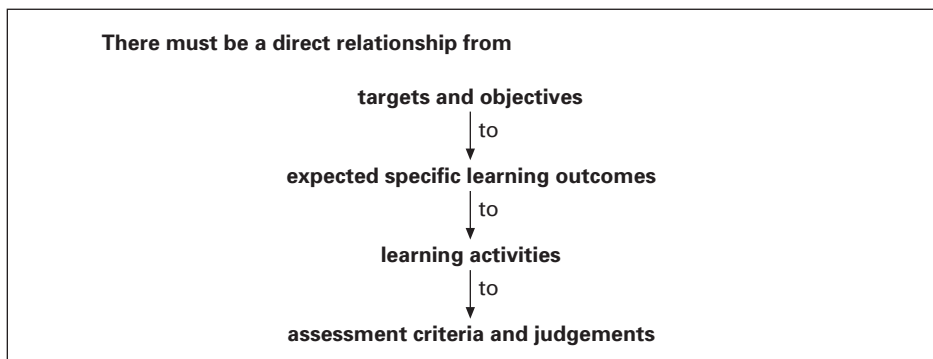 There must be a direct relationship from
targets and objectives
to
expected specific learning outcomes
to
learning activities
to
assessment criteria and judgements